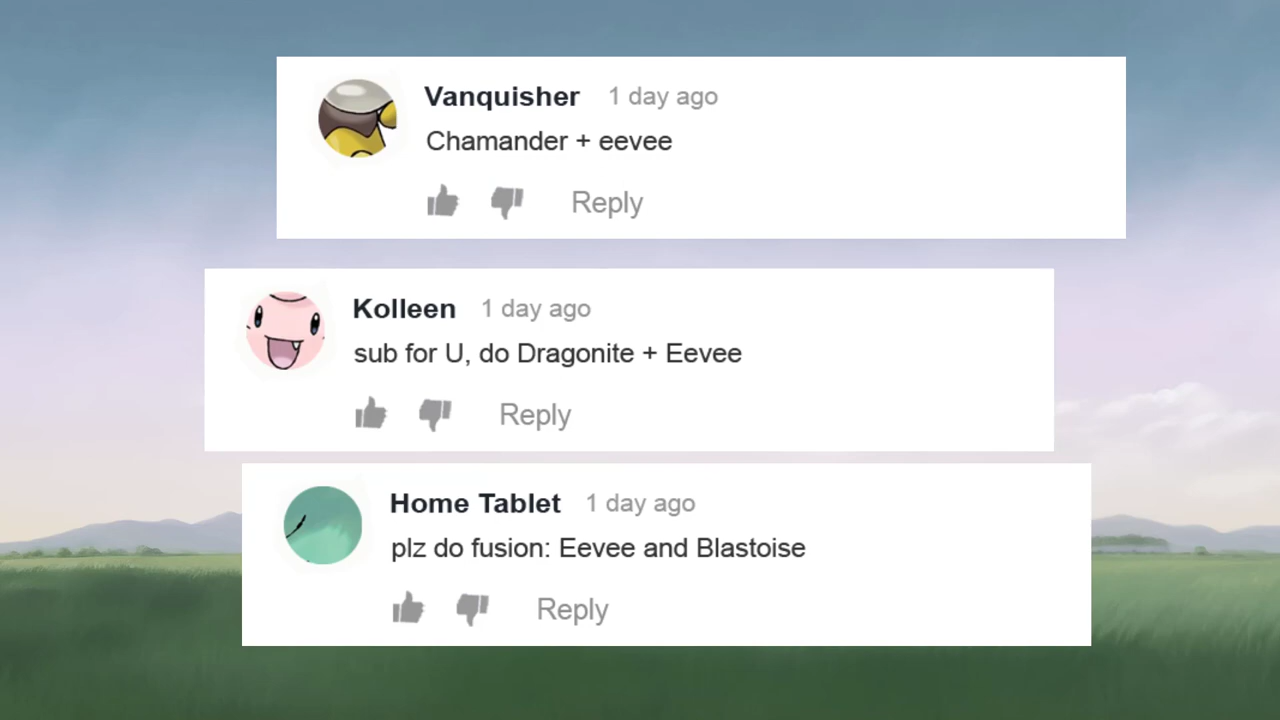 Vanquisher 1 day ago
Chamander + eevee
Reply
Kolleen 1 day ago
sub for U, do Dragonite + Eevee
Reply
Home Tablet 1 day ago
plz do fusion: Eevee and Blastoise
Reply